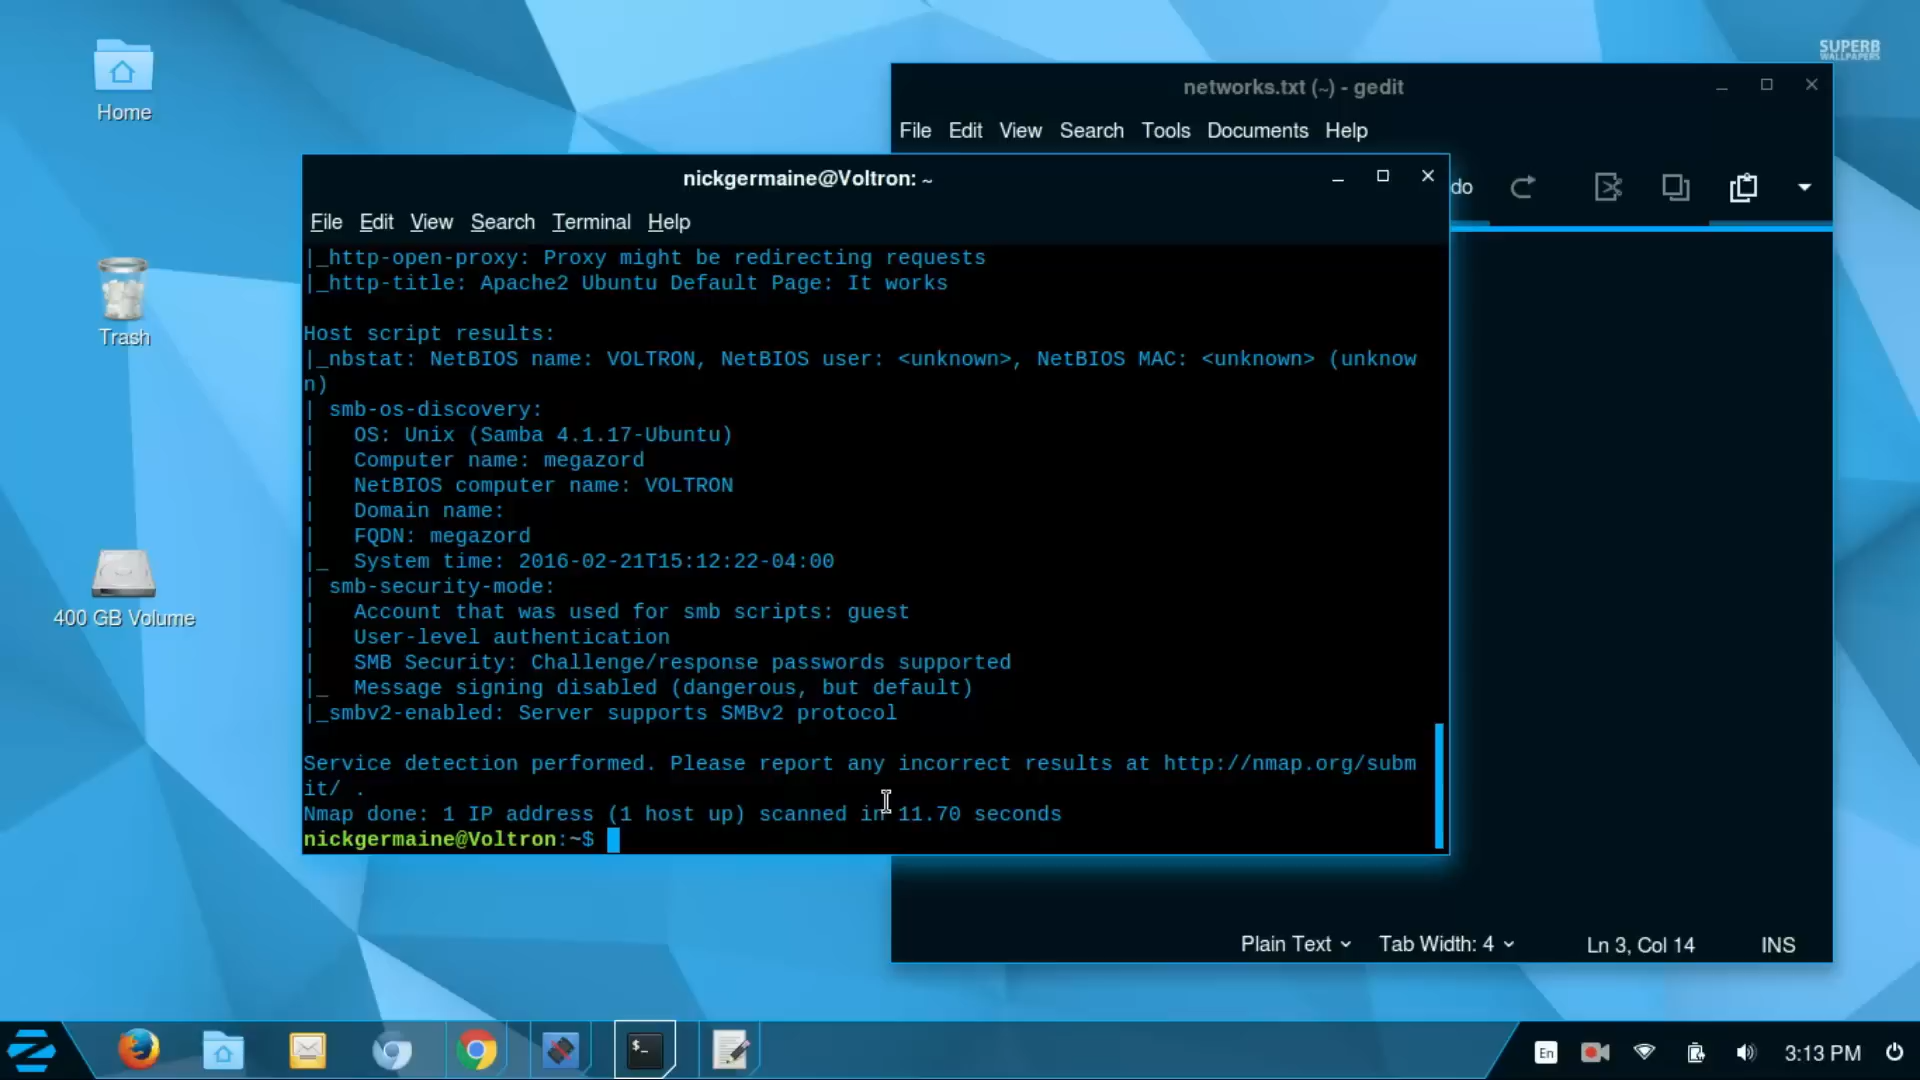 SUPERB
WALLPAPERS
Home
Trash
400 GB Volume
networks.txt (~) - gedit
File Edit View Search Tools Documents Help
do
nickgermaine@Voltron: ~
File Edit View Search Terminal Help
|_http-open-proxy: Proxy might be redirecting requests
|_http-title: Apache2 Ubuntu Default Page: It works
Host script results:
|_nbstat: NetBIOS name: VOLTRON, NetBIOS user: <unknown>, NetBIOS MAC: <unknown> (unknow
n)
| smb-os-discovery:
|   OS: Unix (Samba 4.1.17-Ubuntu)
|   Computer name: megazord
|   NetBIOS computer name: VOLTRON
|   Domain name:
|   FQDN: megazord
|_  System time: 2016-02-21T15:12:22-04:00
| smb-security-mode:
|   Account that was used for smb scripts: guest
|   User-level authentication
|   SMB Security: Challenge/response passwords supported
|_  Message signing disabled (dangerous, but default)
|_smbv2-enabled: Server supports SMBv2 protocol
Service detection performed. Please report any incorrect results at http://nmap.org/subm
it/ .
Nmap done: 1 IP address (1 host up) scanned in 11.70 seconds
nickgermaine@Voltron:~$
Plain Text Tab Width: 4 Ln 3, Col 14 INS
$_
En 3:13 PM